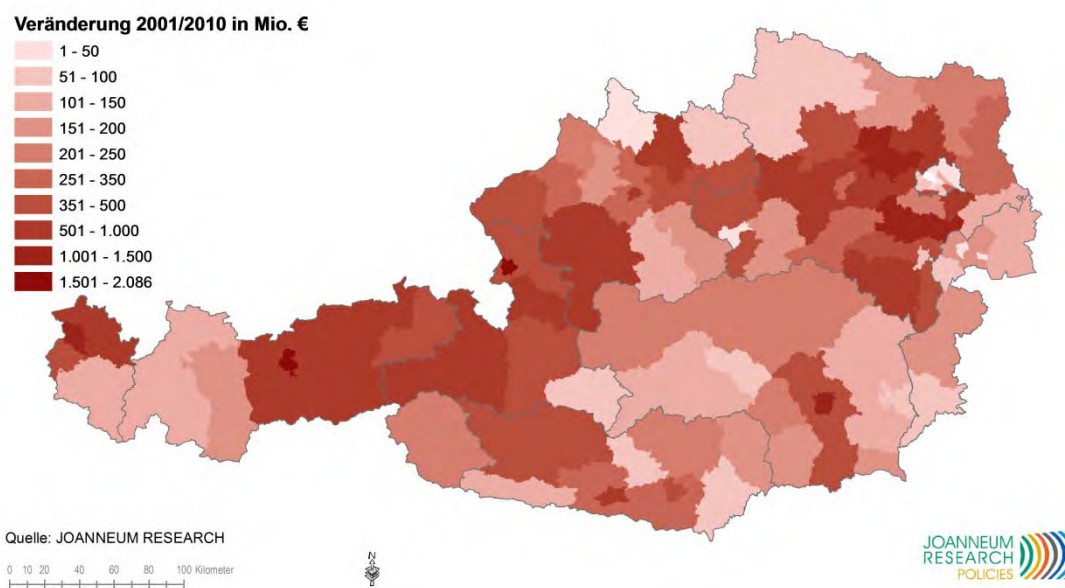 Veränderung 2001/2010 in Mio. €
1 - 50
51 - 100
101 - 150
151 - 200
201 - 250
251 - 350
351 - 500
501 - 1.000
1.001 - 1.500
1.501 - 2.086
Quelle: JOANNEUM RESEARCH
0 10 20 40 60 80 100 Kilometer
N
JOANNEUM
RESEARCH
POLICIES